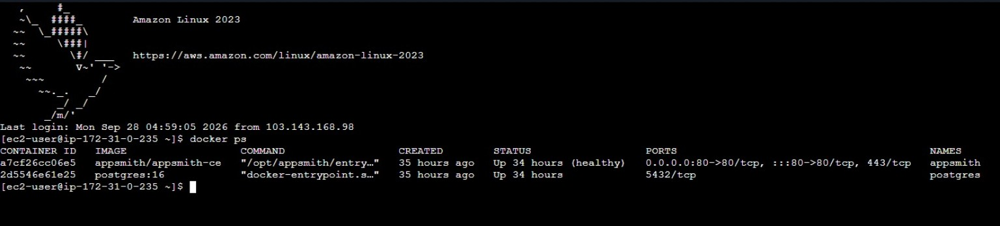 ,     #_
   ~\_  ####_        Amazon Linux 2023
  ~~  \_#####\
  ~~     \###|
  ~~       \#/ ___   https://aws.amazon.com/linux/amazon-linux-2023
   ~~       V~' '->
    ~~~         /
      ~~._.   _/
         _/ _/
       _/m/'
Last login: Mon Sep 28 04:59:05 2026 from 103.143.168.98
[ec2-user@ip-172-31-0-235 ~]$ docker ps
CONTAINER ID   IMAGE                  COMMAND                  CREATED        STATUS                  PORTS                                     NAMES
a7cf26cc06e5   appsmith/appsmith-ce   "/opt/appsmith/entry…"   35 hours ago   Up 34 hours (healthy)   0.0.0.0:80->80/tcp, :::80->80/tcp, 443/tcp   appsmith
2d5546e61e25   postgres:16            "docker-entrypoint.s…"   35 hours ago   Up 34 hours             5432/tcp                                     postgres
[ec2-user@ip-172-31-0-235 ~]$